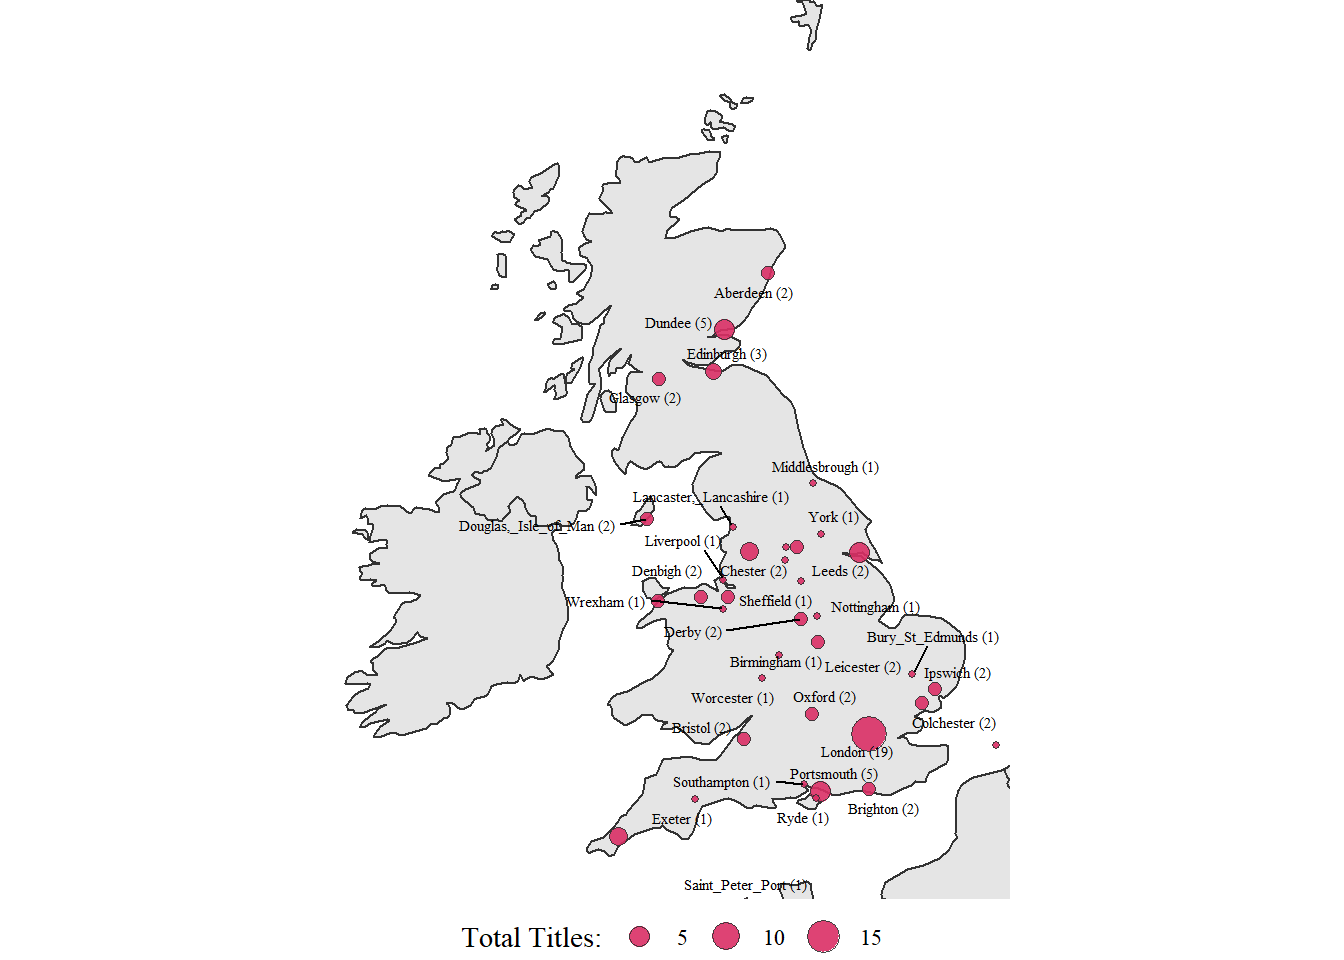 Aberdeen (2)
Dundee (5)
Edinburgh (3)
Glasgow (2)
Middlesbrough (1)
Lancaster,_Lancashire (1)
York (1)
Douglas,_Isle_of_Man (2)
Liverpool (1)
Denbigh (2)
Chester (2)
Leeds (2)
Wrexham (1)
Sheffield (1)
Nottingham (1)
Derby (2)
Bury_St_Edmunds (1)
Birmingham (1)
Leicester (2)
Ipswich (2)
Worcester (1)
Oxford (2)
Colchester (2)
Bristol (2)
London (19)
Portsmouth (5)
Southampton (1)
Brighton (2)
Exeter (1)
Ryde (1)
Saint_Peter_Port (1)
Total Titles: 5 10 15